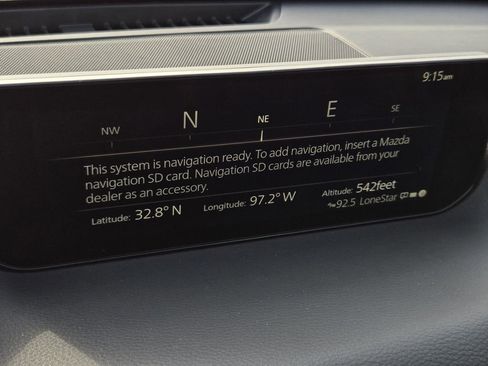 9:15am
NW N NE E SE
This system is navigation ready. To add navigation, insert a Mazda
navigation SD card. Navigation SD cards are available from your
dealer as an accessory.
Latitude: 32.8° N Longitude: 97.2° W Altitude: 542feet
92.5 LoneStar